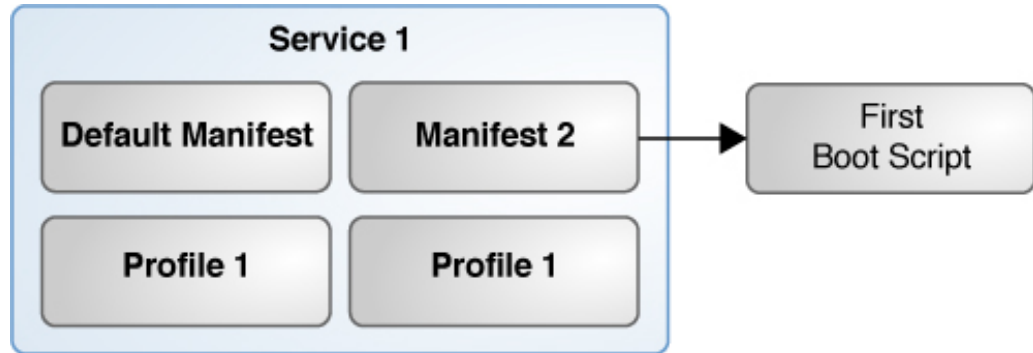 Service 1
Default Manifest
Manifest 2
First
Boot Script
Profile 1
Profile 1